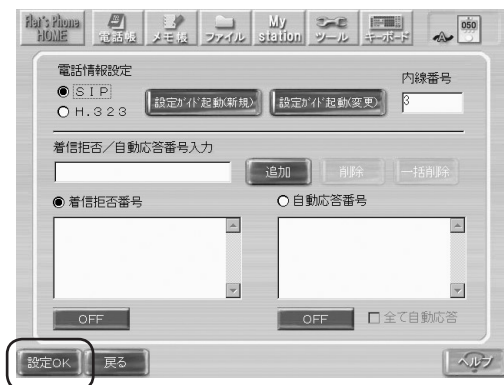 Flet's Phone HOME 電話帳 メモ帳 ファイル My station ツール キーボード 050
電話情報設定
内線番号
SIP
H.323
設定ガイド起動(新規) 設定ガイド起動(変更) 3
着信拒否／自動応答番号入力
追加 削除 一括削除
着信拒否番号 自動応答番号
OFF OFF 全て自動応答
設定OK 戻る ヘルプ